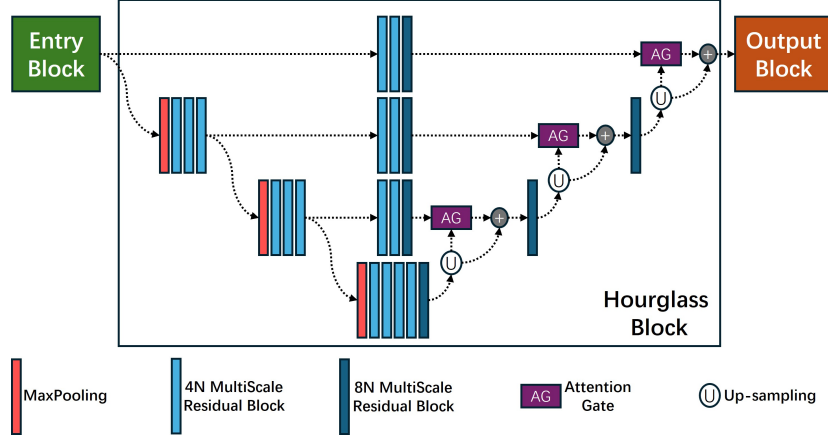 Entry
Block
AG
+
Output
Block
U
AG
+
U
AG
+
U
Hourglass
Block
MaxPooling
4N MultiScale
Residual Block
8N MultiScale
Residual Block
AG
Attention
Gate
U
Up-sampling